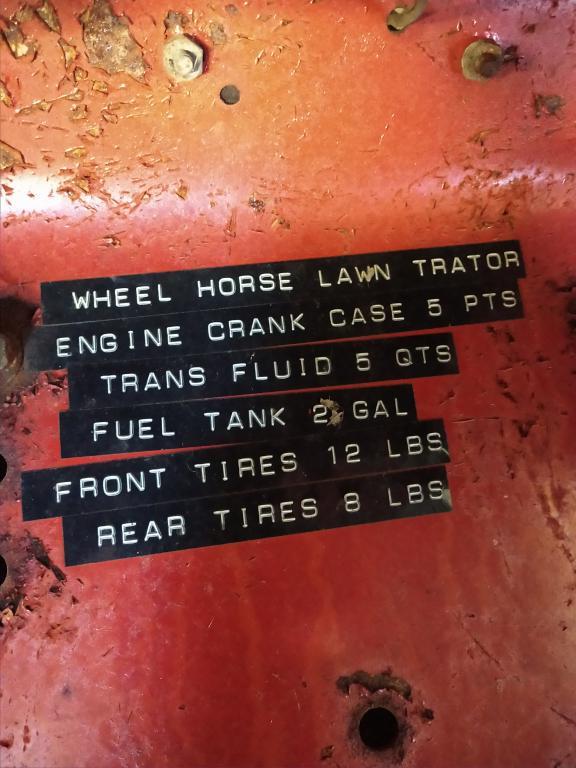 WHEEL HORSE LAWN TRATOR
ENGINE CRANK CASE 5 PTS
TRANS FLUID 5 QTS
FUEL TANK 2 GAL
FRONT TIRES 12 LBS
REAR TIRES 8 LBS